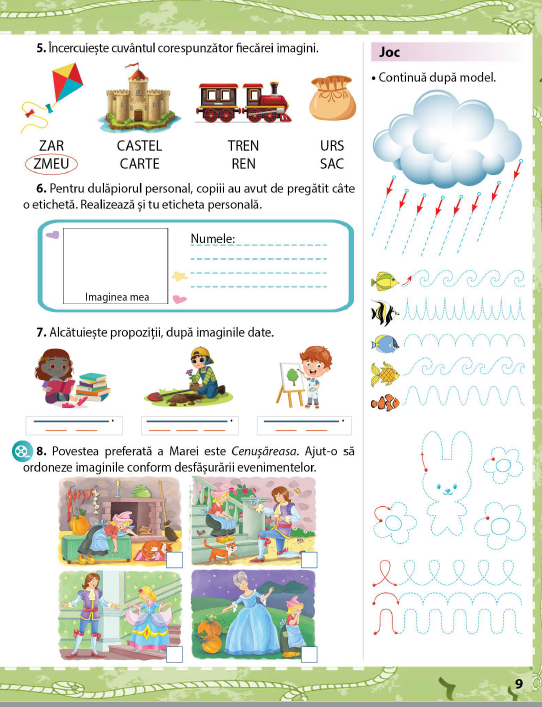 5. Încercuiește cuvântul corespunzător fiecărei imagini.
ZAR CASTEL TREN URS
ZMEU CARTE REN SAC
6. Pentru dulăpiorul personal, copiii au avut de pregătit câte
o etichetă. Realizează și tu eticheta personală.
Numele:
Imaginea mea
7. Alcătuiește propoziții, după imaginile date.
8. Povestea preferată a Marei este Cenușăreasa. Ajut-o să
ordoneze imaginile conform desfășurării evenimentelor.
Joc
• Continuă după model.
9